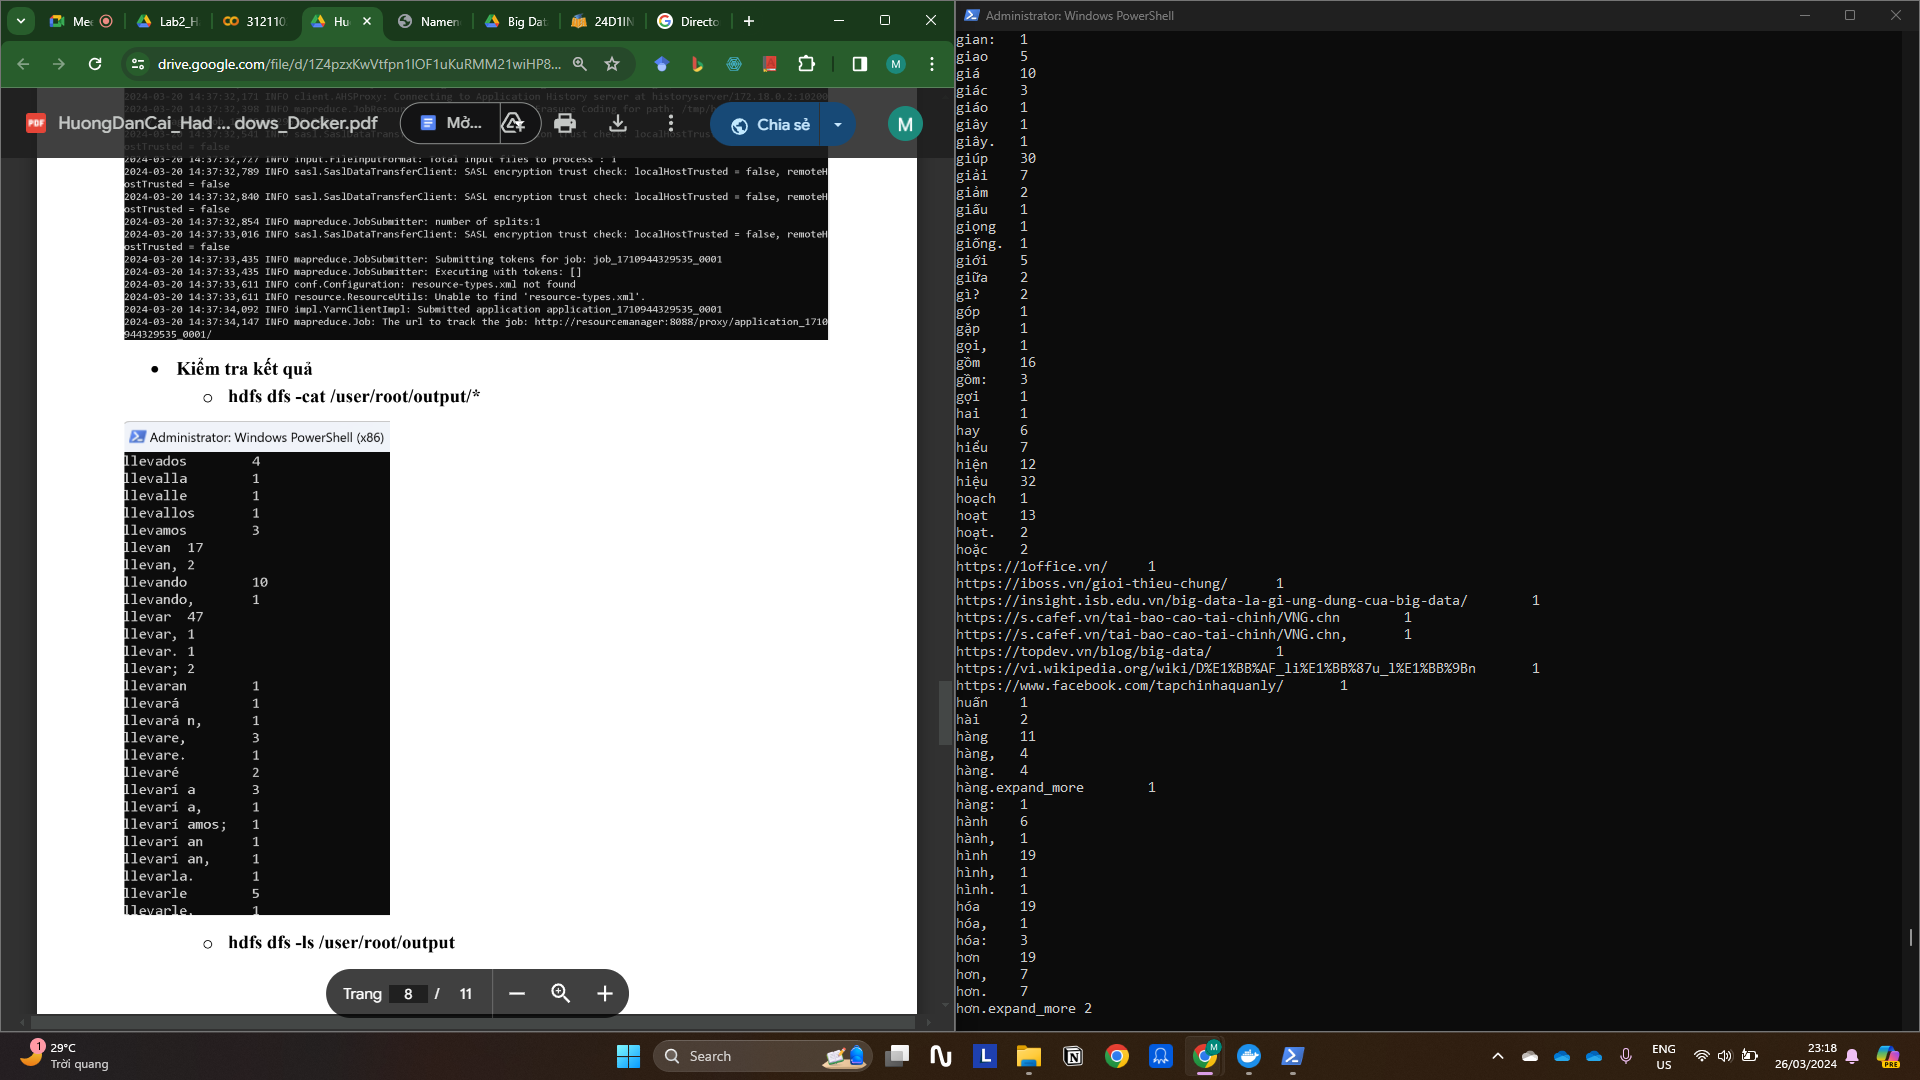 Mee
Lab2_H
312110
Hu
Namen
Big Dat
24D1IN
Directo
drive.google.com/file/d/1Z4pzxKwVtfpn1IOF1uKuRMM21wiHP8...
M
PDF HuongDanCai_Had ... dows_Docker.pdf
Mở...
Chia sẻ
M
2024-03-20 14:37:32,171 INFO client.AHSProxy: Connecting to Application History server at historyserver/172.18.0.2:10200
2024-03-20 14:37:32,727 INFO input.FileInputFormat: Total input files to process : 1
2024-03-20 14:37:32,789 INFO sasl.SaslDataTransferClient: SASL encryption trust check: localHostTrusted = false, remoteH
ostTrusted = false
2024-03-20 14:37:32,840 INFO sasl.SaslDataTransferClient: SASL encryption trust check: localHostTrusted = false, remoteH
ostTrusted = false
2024-03-20 14:37:32,854 INFO mapreduce.JobSubmitter: number of splits:1
2024-03-20 14:37:33,016 INFO sasl.SaslDataTransferClient: SASL encryption trust check: localHostTrusted = false, remoteH
ostTrusted = false
2024-03-20 14:37:33,435 INFO mapreduce.JobSubmitter: Submitting tokens for job: job_1710944329535_0001
2024-03-20 14:37:33,435 INFO mapreduce.JobSubmitter: Executing with tokens: []
2024-03-20 14:37:33,611 INFO conf.Configuration: resource-types.xml not found
2024-03-20 14:37:33,611 INFO resource.ResourceUtils: Unable to find 'resource-types.xml'.
2024-03-20 14:37:34,092 INFO impl.YarnClientImpl: Submitted application application_1710944329535_0001
2024-03-20 14:37:34,147 INFO mapreduce.Job: The url to track the job: http://resourcemanager:8088/proxy/application_1710
944329535_0001/
• Kiểm tra kết quả
○ hdfs dfs -cat /user/root/output/*
Administrator: Windows PowerShell (x86)
llevados 4
llevalla 1
llevalle 1
llevallos 1
llevamos 3
llevan 17
llevan, 2
llevando 10
llevando, 1
llevar 47
llevar, 1
llevar. 1
llevar; 2
llevaran 1
llevará 1
llevará n, 1
llevare, 3
llevare. 1
llevaré 2
llevarí a 3
llevarí a, 1
llevarí amos; 1
llevarí an 1
llevarí an, 1
llevarla. 1
llevarle 5
llevarle, 1
○ hdfs dfs -ls /user/root/output
Trang 8 / 11
Administrator: Windows PowerShell
gian: 1
giao 5
giá 10
giác 3
giáo 1
giây 1
giây. 1
giúp 30
giải 7
giảm 2
giấu 1
giọng 1
giống. 1
giới 5
giữa 2
gì? 2
góp 1
gặp 1
gọi, 1
gồm 16
gồm: 3
gợi 1
hai 1
hay 6
hiểu 7
hiện 12
hiệu 32
hoạch 1
hoạt 13
hoạt. 2
hoặc 2
https://1office.vn/ 1
https://iboss.vn/gioi-thieu-chung/ 1
https://insight.isb.edu.vn/big-data-la-gi-ung-dung-cua-big-data/ 1
https://s.cafef.vn/tai-bao-cao-tai-chinh/VNG.chn 1
https://s.cafef.vn/tai-bao-cao-tai-chinh/VNG.chn, 1
https://topdev.vn/blog/big-data/ 1
https://vi.wikipedia.org/wiki/D%E1%BB%AF_li%E1%BB%87u_l%E1%BB%9Bn 1
https://www.facebook.com/tapchinhaquanly/ 1
huấn 1
hài 2
hàng 11
hàng, 4
hàng. 4
hàng.expand_more 1
hàng: 1
hành 6
hành, 1
hình 19
hình, 1
hình. 1
hóa 19
hóa, 1
hóa: 3
hơn 19
hơn, 7
hơn. 7
hơn.expand_more 2
1
29°C
Trời quang
Search
L
M
ENG
US
23:18
26/03/2024
PRE